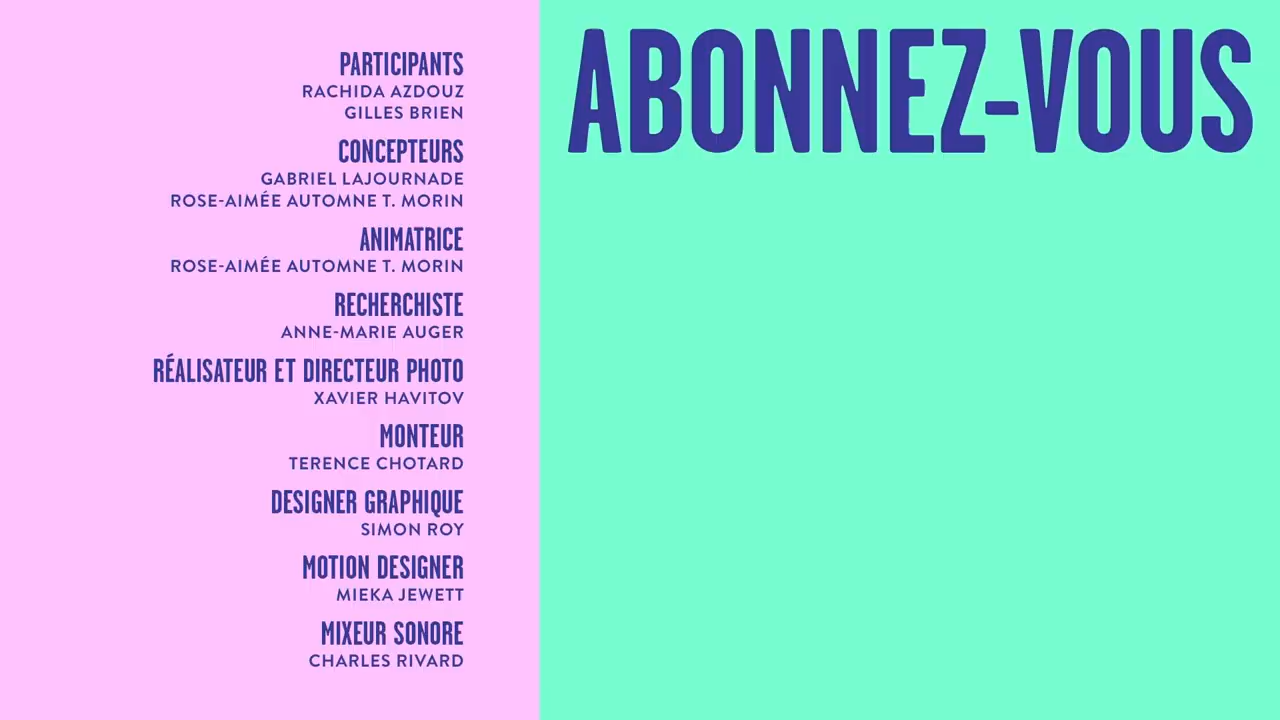 PARTICIPANTS
RACHIDA AZDOUZ
GILLES BRIEN
CONCEPTEURS
GABRIEL LAJOURNADE
ROSE-AIMÉE AUTOMNE T. MORIN
ANIMATRICE
ROSE-AIMÉE AUTOMNE T. MORIN
RECHERCHISTE
ANNE-MARIE AUGER
RÉALISATEUR ET DIRECTEUR PHOTO
XAVIER HAVITOV
MONTEUR
TERENCE CHOTARD
DESIGNER GRAPHIQUE
SIMON ROY
MOTION DESIGNER
MIEKA JEWETT
MIXEUR SONORE
CHARLES RIVARD
ABONNEZ-VOUS